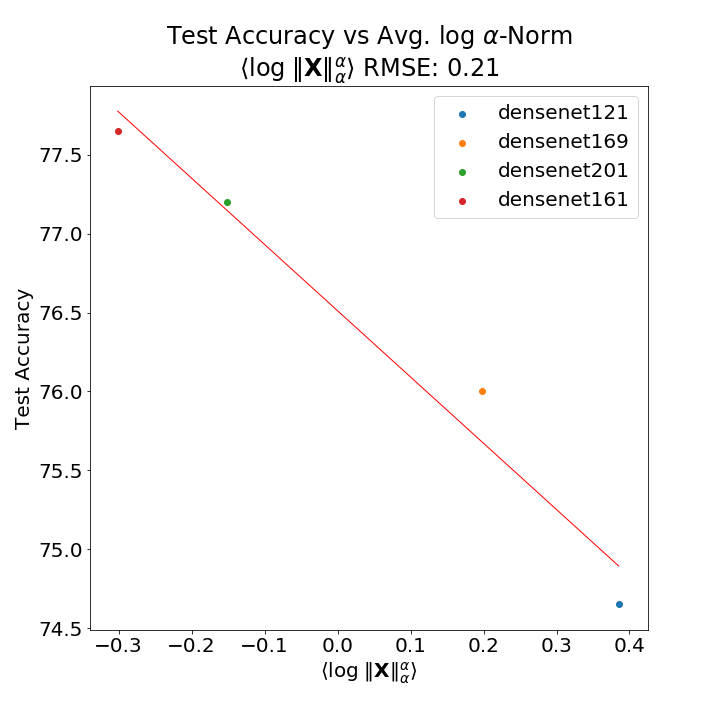 Test Accuracy vs Avg. log α-Norm
⟨log ‖X‖_α^α⟩ RMSE: 0.21
densenet121
densenet169
densenet201
densenet161
Test Accuracy
77.5
77.0
76.5
76.0
75.5
75.0
74.5
−0.3 −0.2 −0.1 0.0 0.1 0.2 0.3 0.4
⟨log ‖X‖_α^α⟩